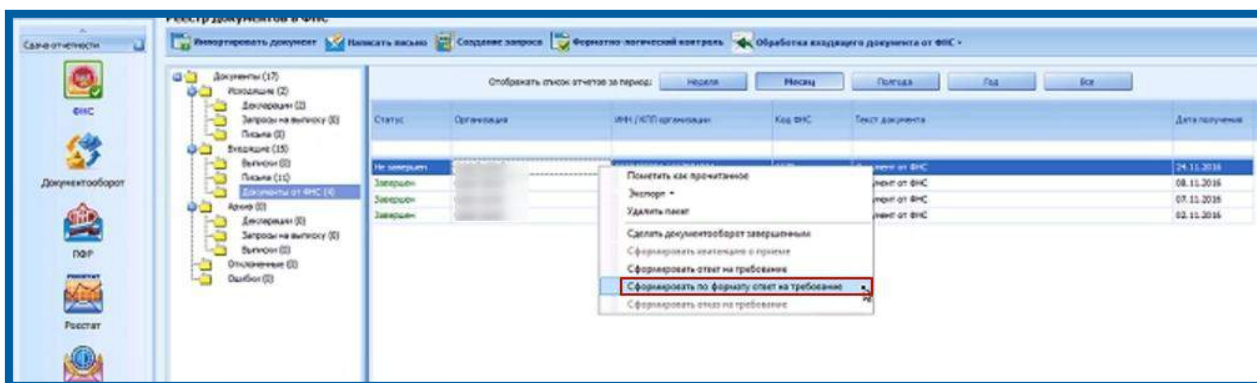 Реестр документов в ФНС
Сдача отчетности
Импортировать документ
Написать письмо
Создание запроса
Форматно-логический контроль
Обработка входящего документа от ФНС
ФНС
Документооборот
ПФР
Росстат
Документы (17)
Исходящие (2)
Декларации (2)
Запросы на выписку (0)
Письма (0)
Входящие (15)
Выписки (0)
Письма (11)
Документы от ФНС (4)
Архив (0)
Декларации (0)
Запросы на выписку (0)
Выписки (0)
Отклоненные (0)
Ошибки (0)
Отображать список отчетов за период:
Неделя
Месяц
Полгода
Год
Все
Статус
Организация
ИНН / КПП организации
Код ФНС
Текст документа
Дата получения
Не завершен
24.11.2016
Завершен
08.11.2016
Завершен
07.11.2016
Завершен
02.11.2016
Пометить как прочитанное
Экспорт
Удалить пакет
Сделать документооборот завершенным
Сформировать квитанцию о приеме
Сформировать ответ на требование
Сформировать по формату ответ на требование
Сформировать отказ на требование